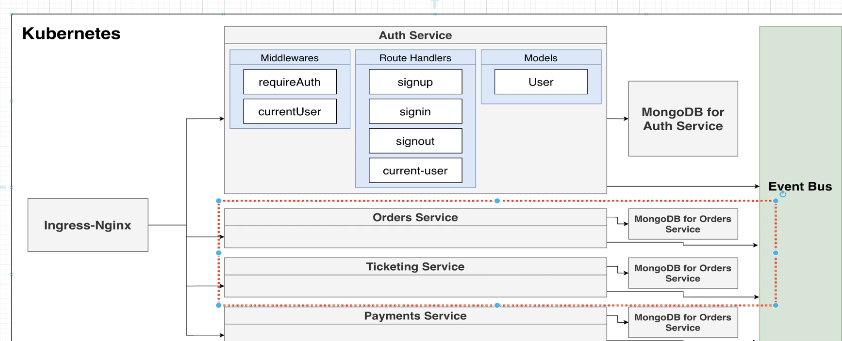 Kubernetes
Auth Service
Middlewares
requireAuth
currentUser
Route Handlers
signup
signin
signout
current-user
Models
User
MongoDB for
Auth Service
Event Bus
Ingress-Nginx
Orders Service
MongoDB for Orders
Service
Ticketing Service
MongoDB for Orders
Service
Payments Service
MongoDB for Orders
Service